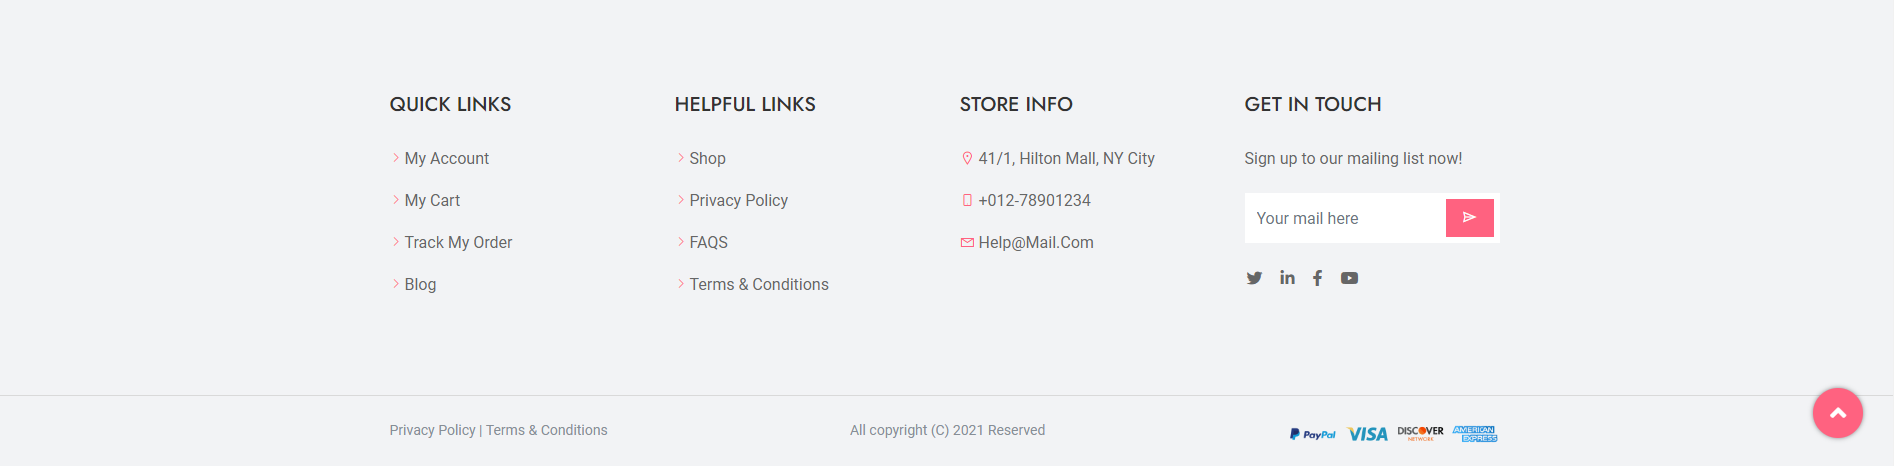 QUICK LINKS
My Account
My Cart
Track My Order
Blog
HELPFUL LINKS
Shop
Privacy Policy
FAQS
Terms & Conditions
STORE INFO
41/1, Hilton Mall, NY City
+012-78901234
Help@Mail.Com
GET IN TOUCH
Sign up to our mailing list now!
Your mail here
Privacy Policy | Terms & Conditions
All copyright (C) 2021 Reserved
PayPal
VISA
DISCOVER
NETWORK
AMERICAN
EXPRESS